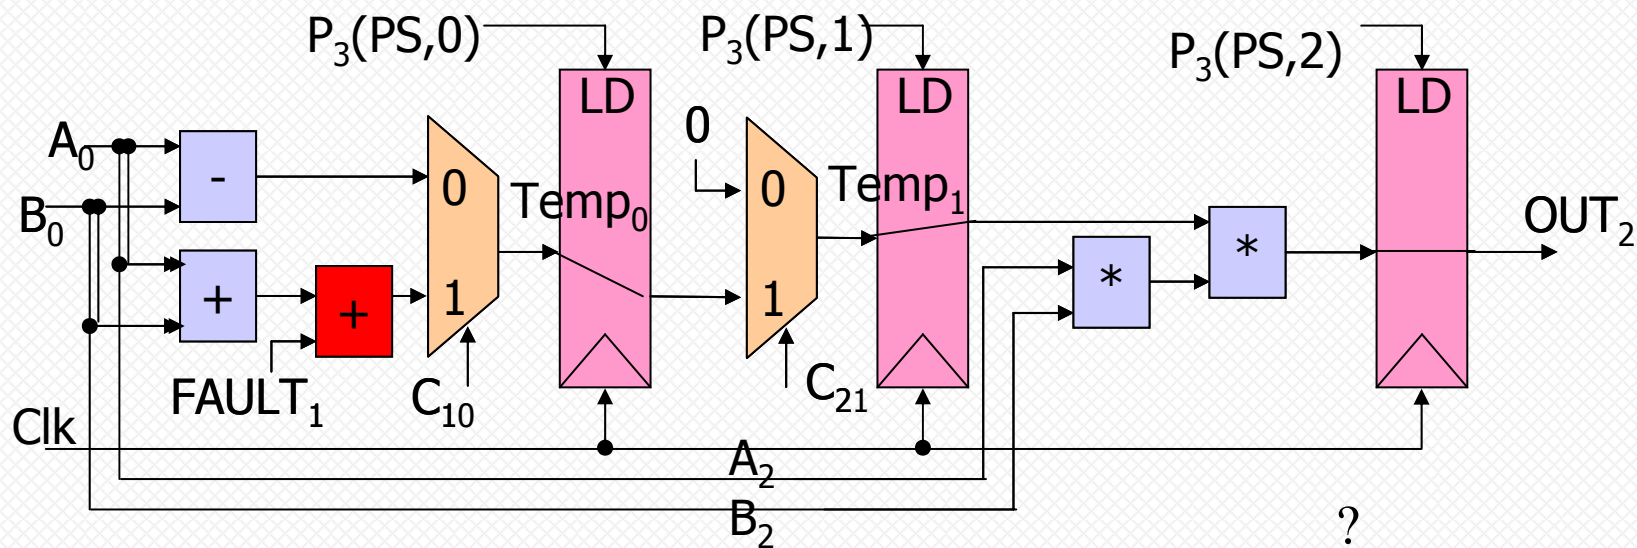 P₃(PS,0)
P₃(PS,1)
P₃(PS,2)
LD
LD
LD
0
A₀
-
0
0
Temp₀
Temp₁
B₀
OUT₂
*
*
+
+
1
1
FAULT₁
C₁₀
C₂₁
Clk
A₂
B₂
?